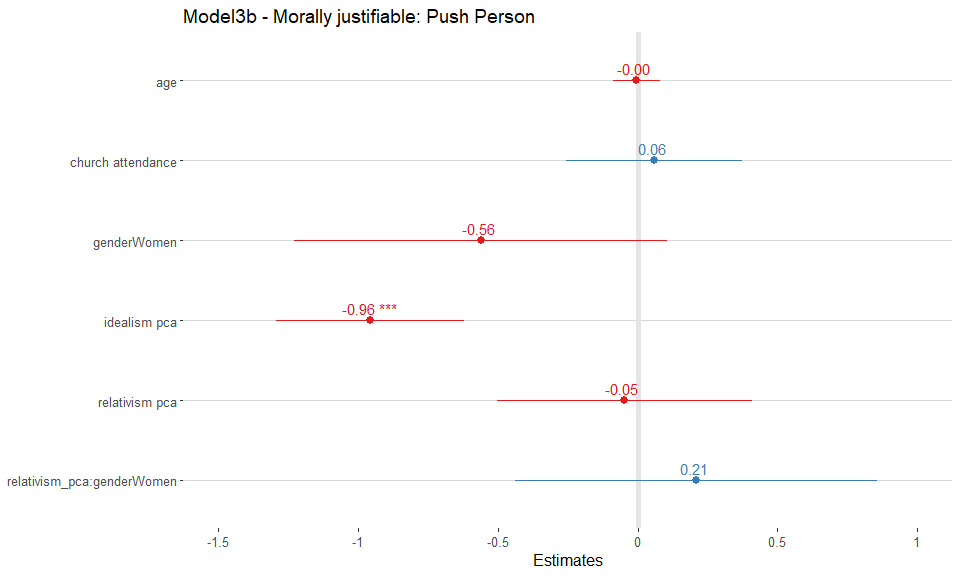 Model3b - Morally justifiable: Push Person
age
-0.00
church attendance
0.06
genderWomen
-0.56
idealism pca
-0.96 ***
relativism pca
-0.05
relativism_pca:genderWomen
0.21
-1.5 -1 -0.5 0 0.5 1
Estimates